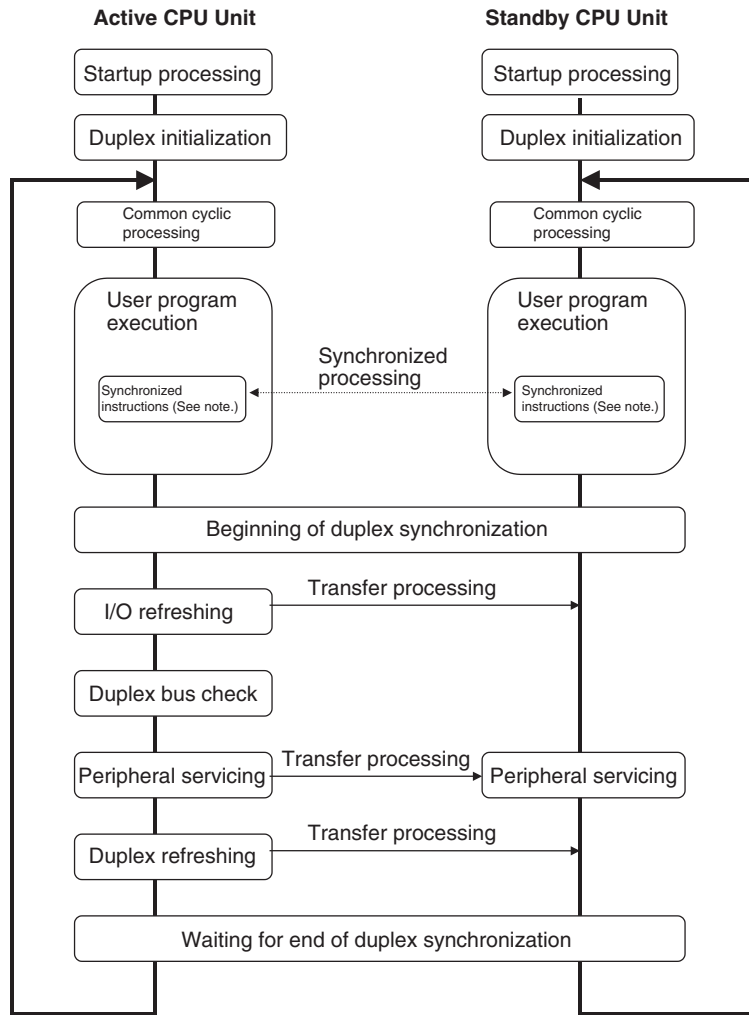 Active CPU Unit
Standby CPU Unit
Startup processing
Startup processing
Duplex initialization
Duplex initialization
Common cyclic
processing
Common cyclic
processing
User program
execution
User program
execution
Synchronized
processing
Synchronized
instructions (See note.)
Synchronized
instructions (See note.)
Beginning of duplex synchronization
I/O refreshing
Transfer processing
Duplex bus check
Peripheral servicing
Transfer processing
Peripheral servicing
Duplex refreshing
Transfer processing
Waiting for end of duplex synchronization